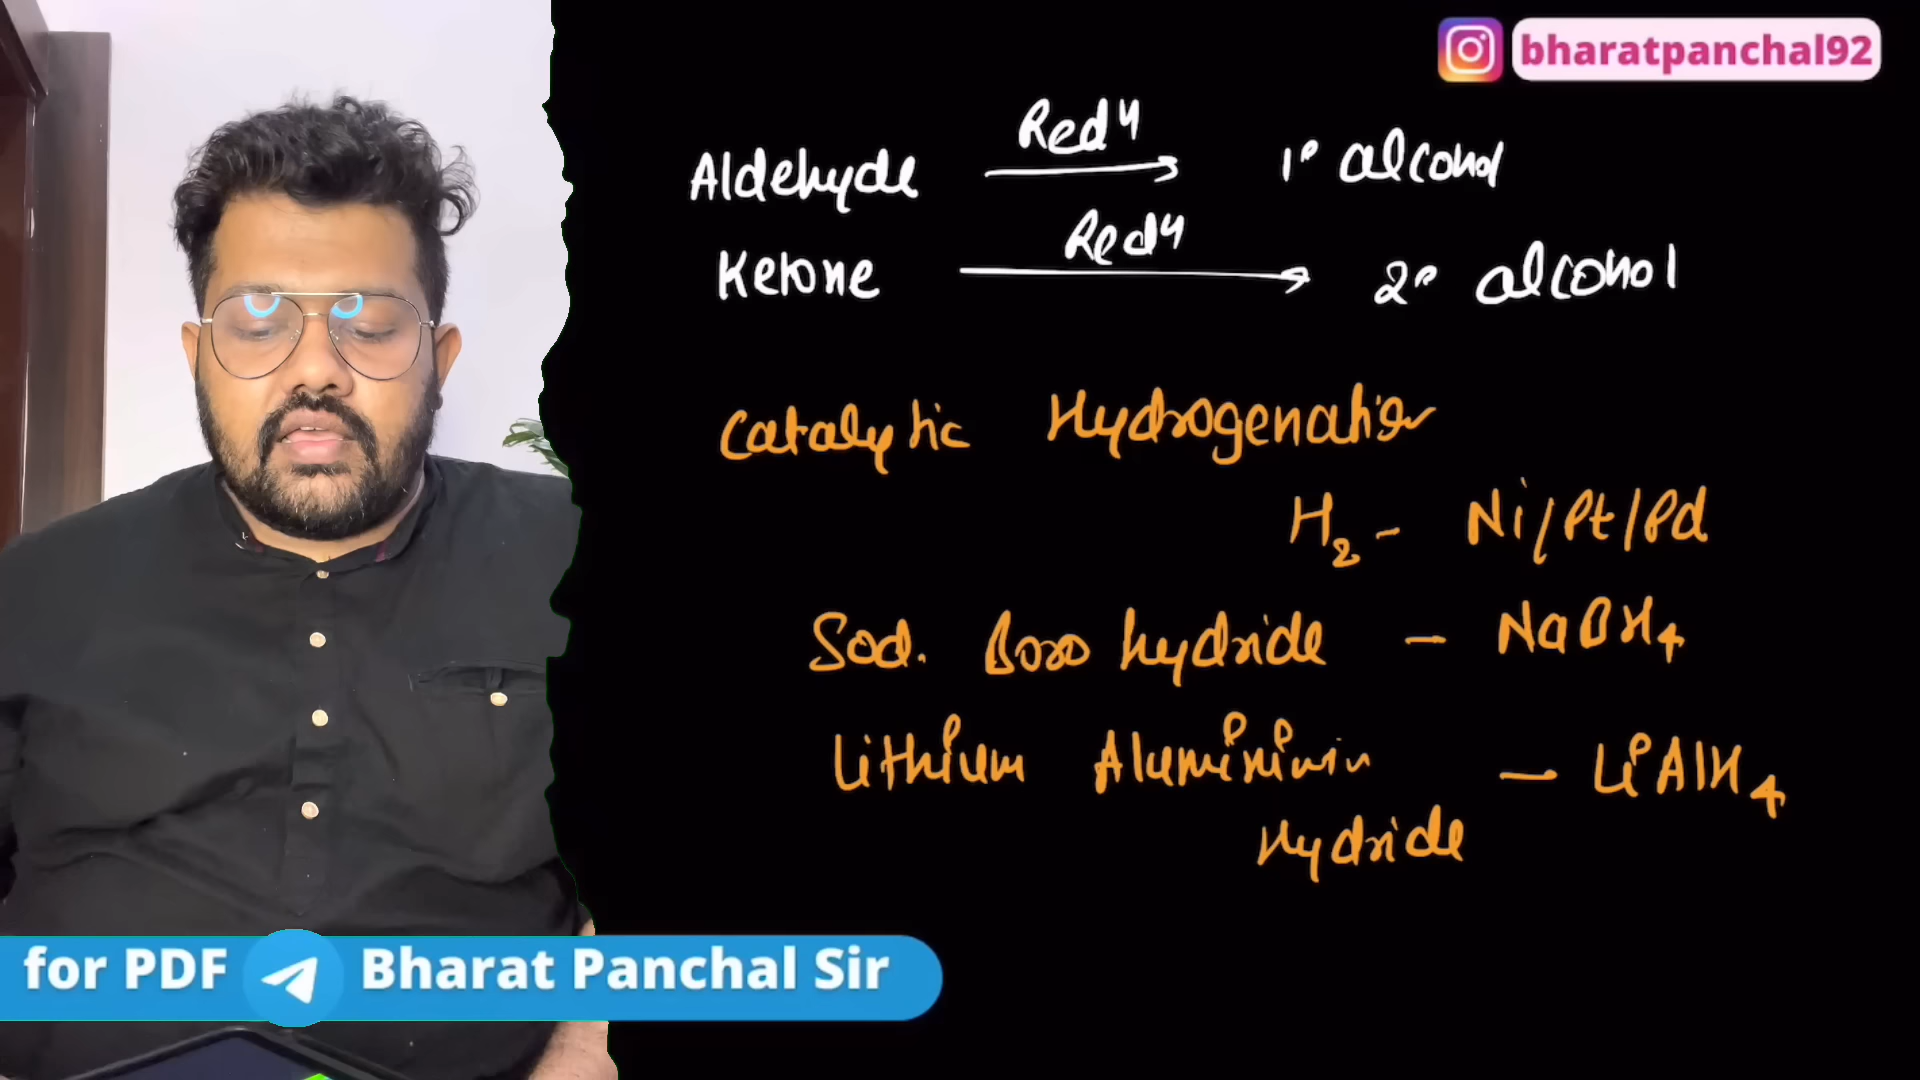 bharatpanchal92
Aldehyde Redⁿ 1° alcohol
Ketone Redⁿ 2° alcohol
Catalytic Hydrogenation
H₂ - Ni/Pt/Pd
Sod. Boro hydride - NaBH₄
Lithium Aluminium - LiAlH₄
Hydride
for PDF Bharat Panchal Sir